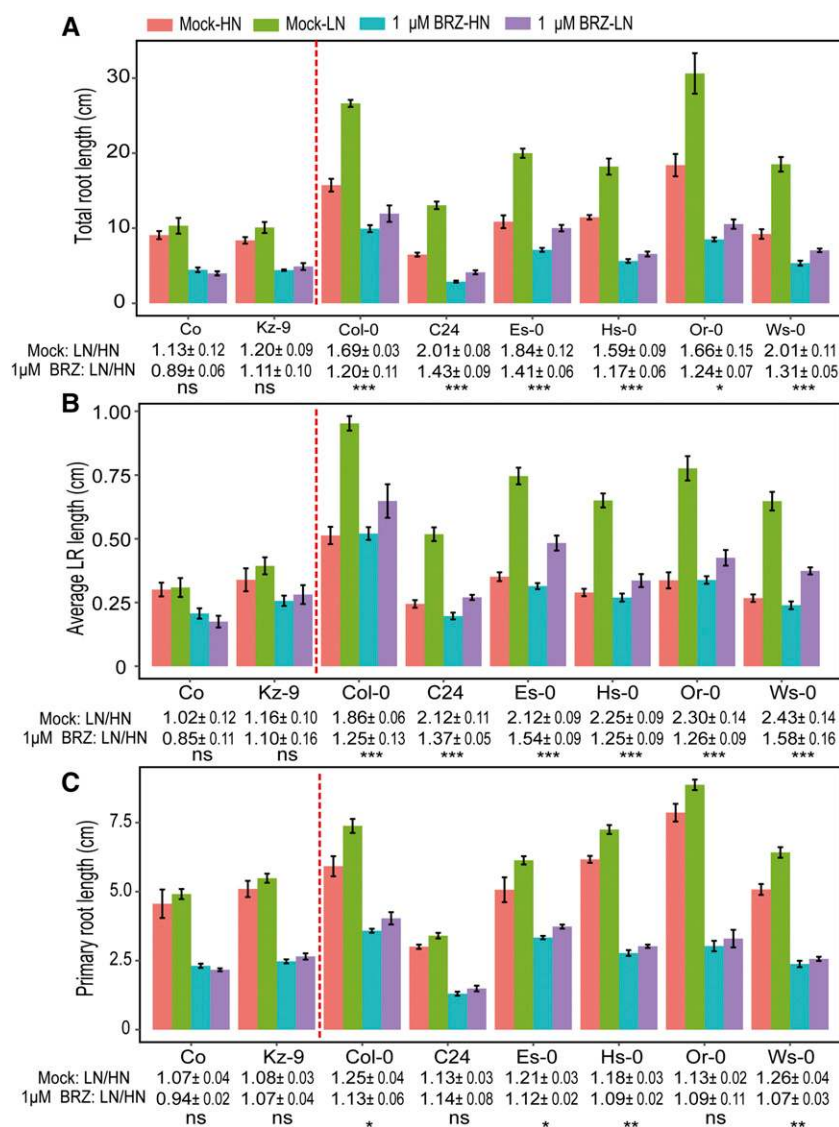 A
Mock-HN Mock-LN 1 μM BRZ-HN 1 μM BRZ-LN
Total root length (cm)
30
20
10
0
Co Kz-9 Col-0 C24 Es-0 Hs-0 Or-0 Ws-0
Mock: LN/HN 1.13± 0.12 1.20± 0.09 1.69± 0.03 2.01± 0.08 1.84± 0.12 1.59± 0.09 1.66± 0.15 2.01± 0.11
1μM BRZ: LN/HN 0.89± 0.06 1.11± 0.10 1.20± 0.11 1.43± 0.09 1.41± 0.06 1.17± 0.06 1.24± 0.07 1.31± 0.05
ns ns *** *** *** *** * ***
B
Average LR length (cm)
1.00
0.75
0.50
0.25
0
Co Kz-9 Col-0 C24 Es-0 Hs-0 Or-0 Ws-0
Mock: LN/HN 1.02± 0.12 1.16± 0.10 1.86± 0.06 2.12± 0.11 2.12± 0.09 2.25± 0.09 2.30± 0.14 2.43± 0.14
1μM BRZ: LN/HN 0.85± 0.11 1.10± 0.16 1.25± 0.13 1.37± 0.05 1.54± 0.09 1.25± 0.09 1.26± 0.09 1.58± 0.16
ns ns *** *** *** *** *** ***
C
Primary root length (cm)
7.5
5.0
2.5
0
Co Kz-9 Col-0 C24 Es-0 Hs-0 Or-0 Ws-0
Mock: LN/HN 1.07± 0.04 1.08± 0.03 1.25± 0.04 1.13± 0.03 1.21± 0.03 1.18± 0.03 1.13± 0.02 1.26± 0.04
1μM BRZ: LN/HN 0.94± 0.02 1.07± 0.04 1.13± 0.06 1.14± 0.08 1.12± 0.02 1.09± 0.02 1.09± 0.11 1.07± 0.03
ns ns * ns * ** ns **